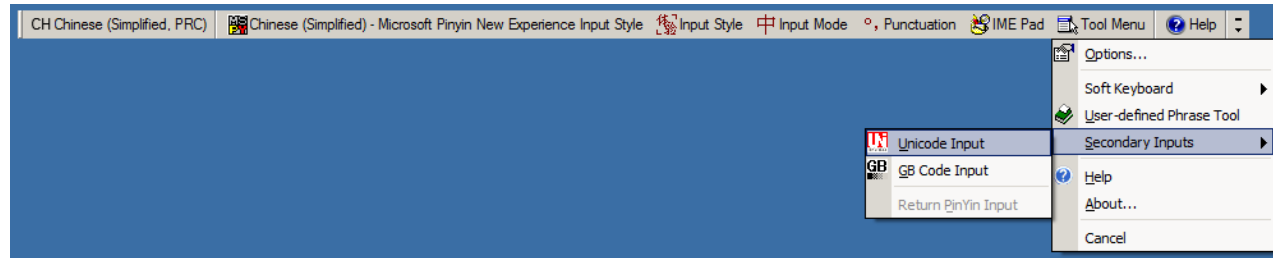 CH Chinese (Simplified, PRC) Chinese (Simplified) - Microsoft Pinyin New Experience Input Style Input Style 中 Input Mode °, Punctuation IME Pad Tool Menu Help
Options...
Soft Keyboard
User-defined Phrase Tool
Secondary Inputs
Help
About...
Cancel
Unicode Input
GB GB Code Input
Return PinYin Input